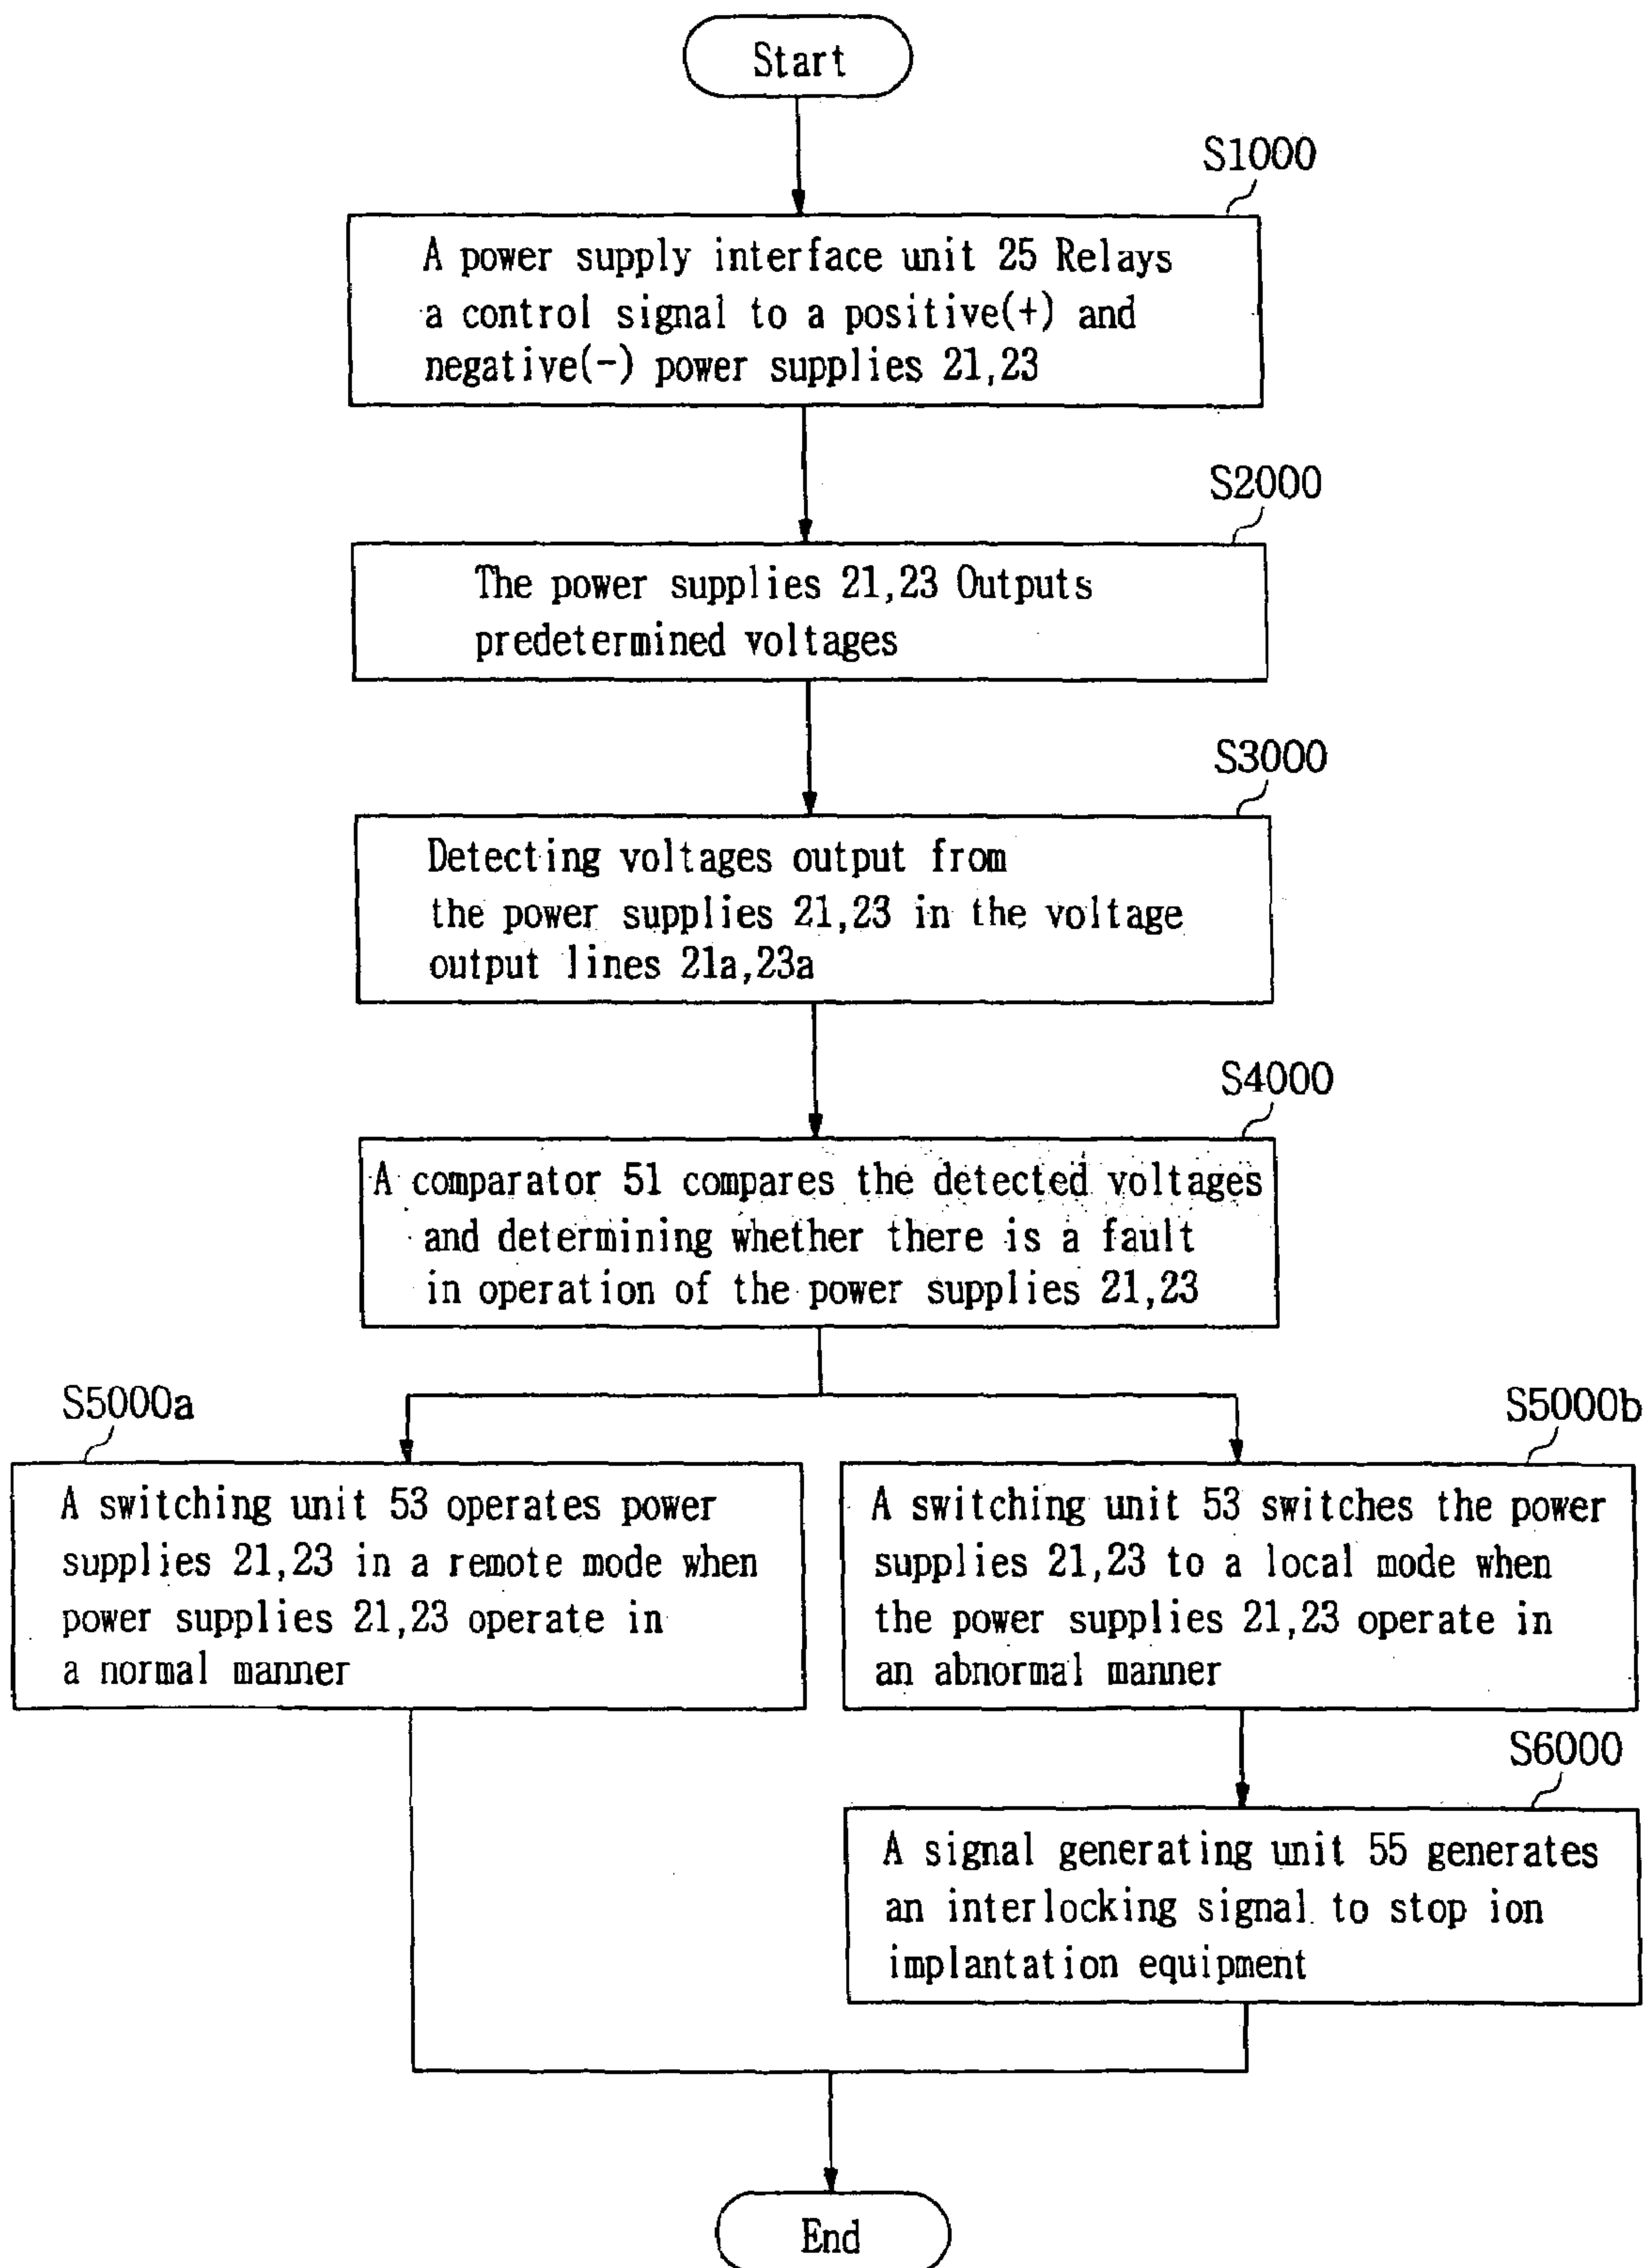 Start
S1000
A power supply interface unit 25 Relays
a control signal to a positive(+) and
negative(-) power supplies 21,23
S2000
The power supplies 21,23 Outputs
predetermined voltages
S3000
Detecting voltages output from
the power supplies 21,23 in the voltage
output lines 21a,23a
S4000
A comparator 51 compares the detected voltages
and determining whether there is a fault
in operation of the power supplies 21,23
S5000a
A switching unit 53 operates power
supplies 21,23 in a remote mode when
power supplies 21,23 operate in
a normal manner
S5000b
A switching unit 53 switches the power
supplies 21,23 to a local mode when
the power supplies 21,23 operate in
an abnormal manner
S6000
A signal generating unit 55 generates
an interlocking signal to stop ion
implantation equipment
End